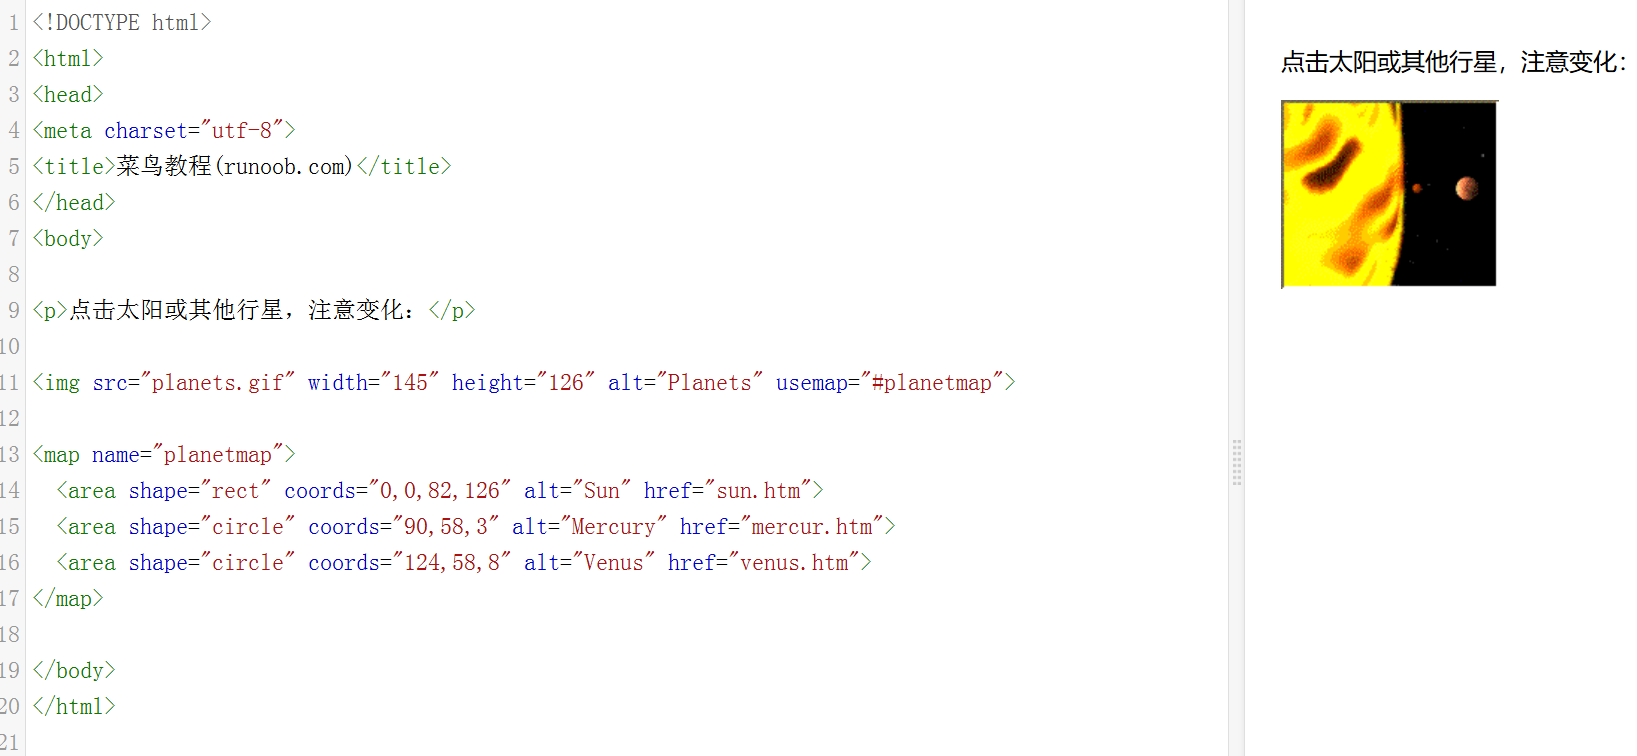 1 <!DOCTYPE html>
2 <html>
3 <head>
4 <meta charset="utf-8">
5 <title>菜鸟教程(runoob.com)</title>
6 </head>
7 <body>
8
9 <p>点击太阳或其他行星，注意变化：</p>
10
11 <img src="planets.gif" width="145" height="126" alt="Planets" usemap="#planetmap">
12
13 <map name="planetmap">
14   <area shape="rect" coords="0,0,82,126" alt="Sun" href="sun.htm">
15   <area shape="circle" coords="90,58,3" alt="Mercury" href="mercur.htm">
16   <area shape="circle" coords="124,58,8" alt="Venus" href="venus.htm">
17 </map>
18
19 </body>
20 </html>
21
点击太阳或其他行星，注意变化：